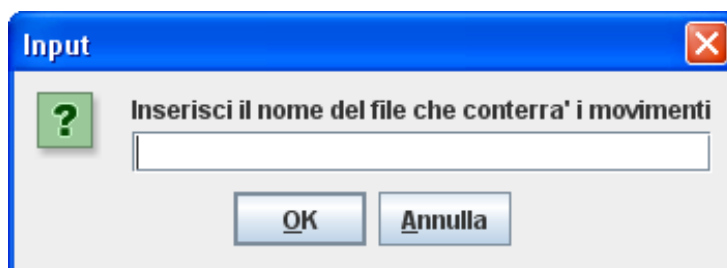 Input
Inserisci il nome del file che conterra' i movimenti
OK
Annulla